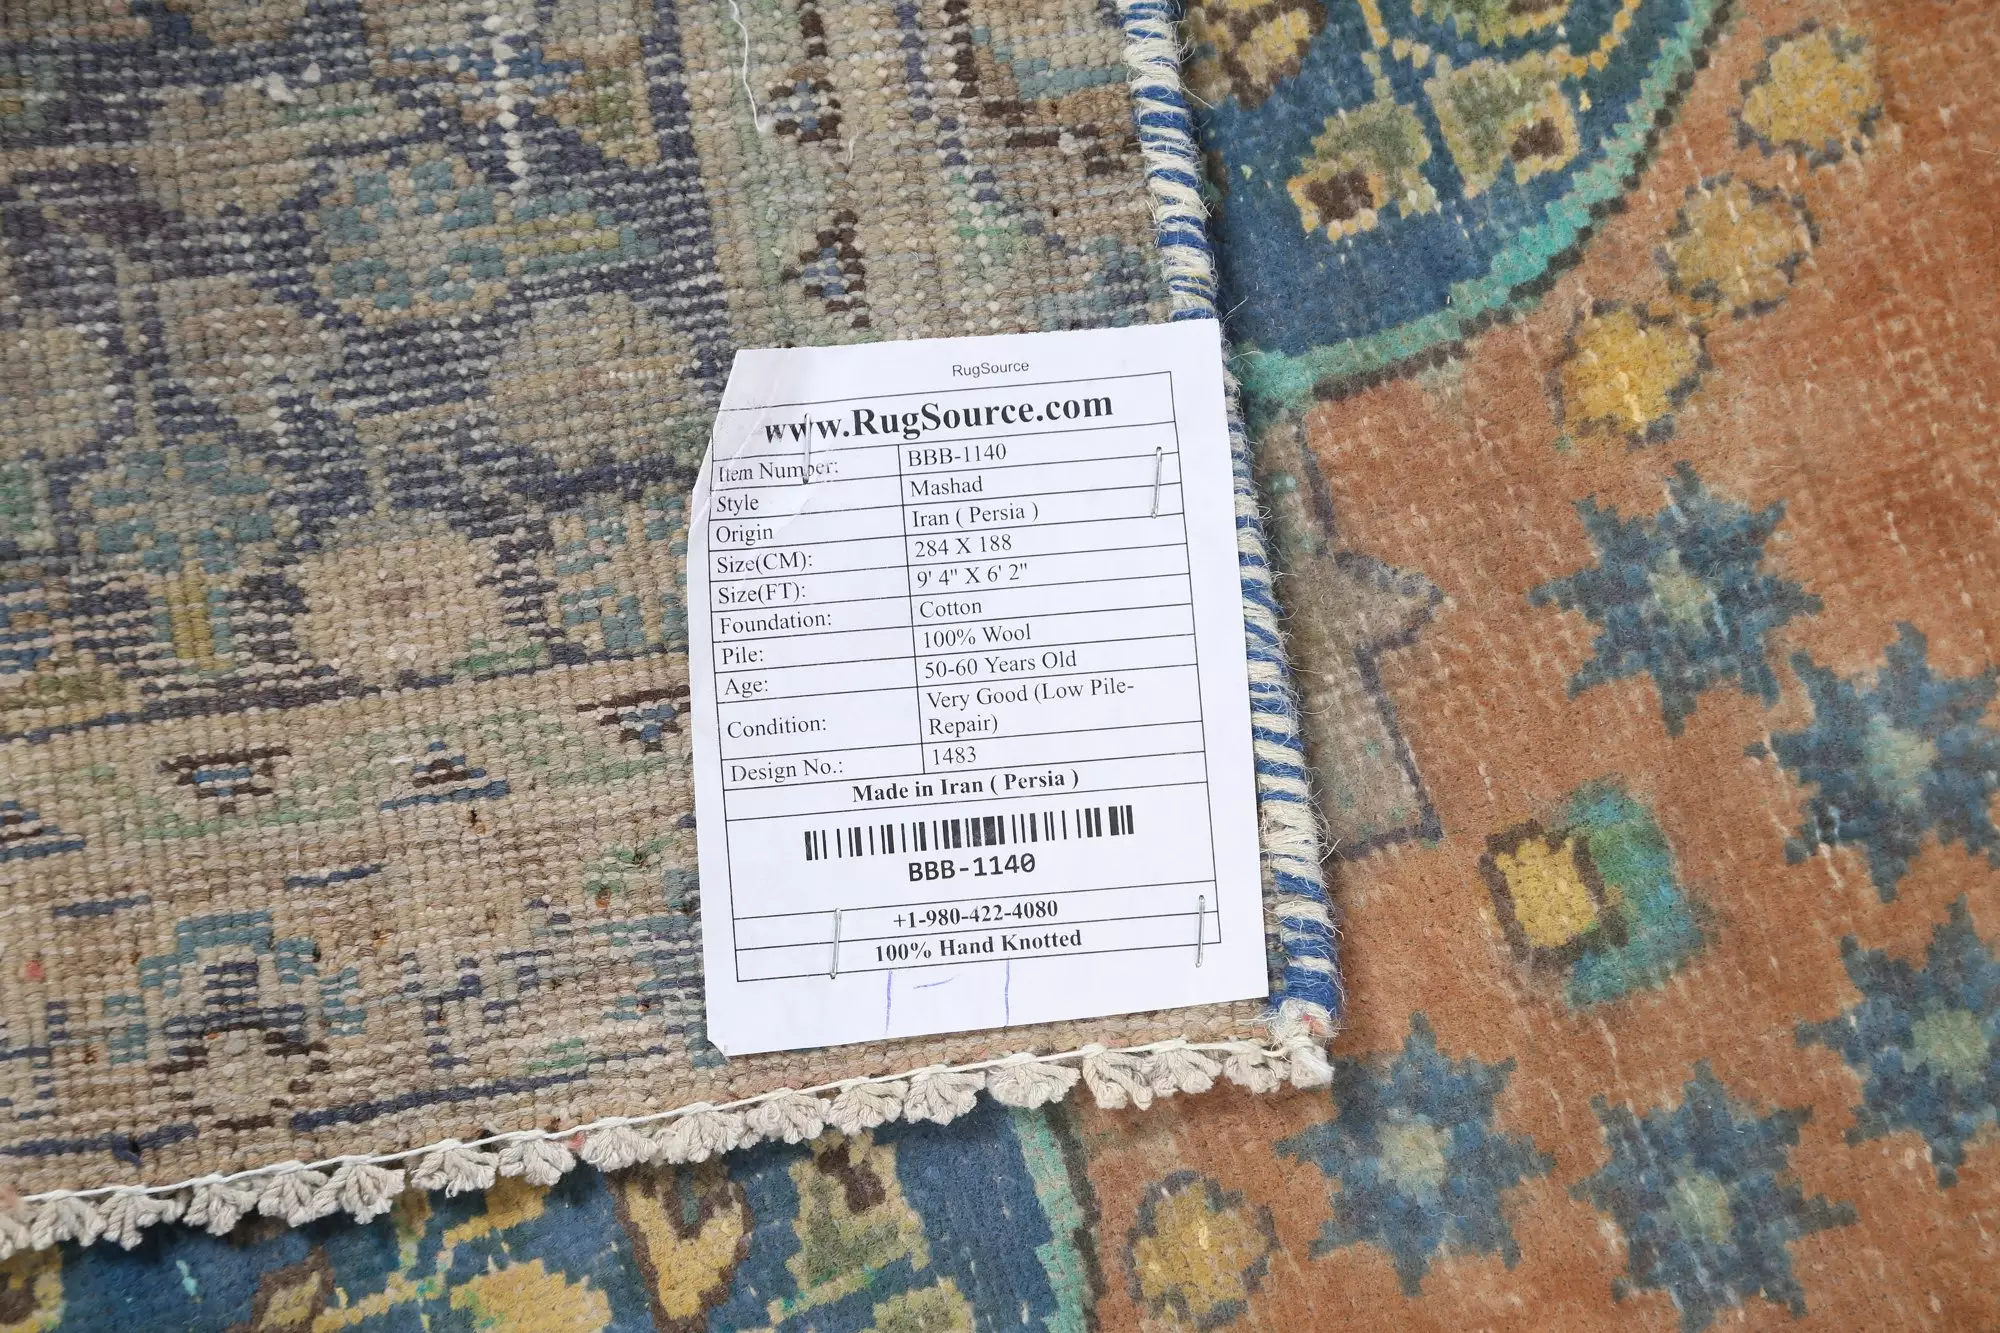 RugSource
www.RugSource.com
Item Number: BBB-1140
Style Mashad
Origin Iran ( Persia )
Size(CM): 284 X 188
Size(FT): 9' 4" X 6' 2"
Foundation: Cotton
Pile: 100% Wool
Age: 50-60 Years Old
Condition: Very Good (Low Pile-
Repair)
Design No.: 1483
Made in Iran ( Persia )
BBB-1140
+1-980-422-4080
100% Hand Knotted